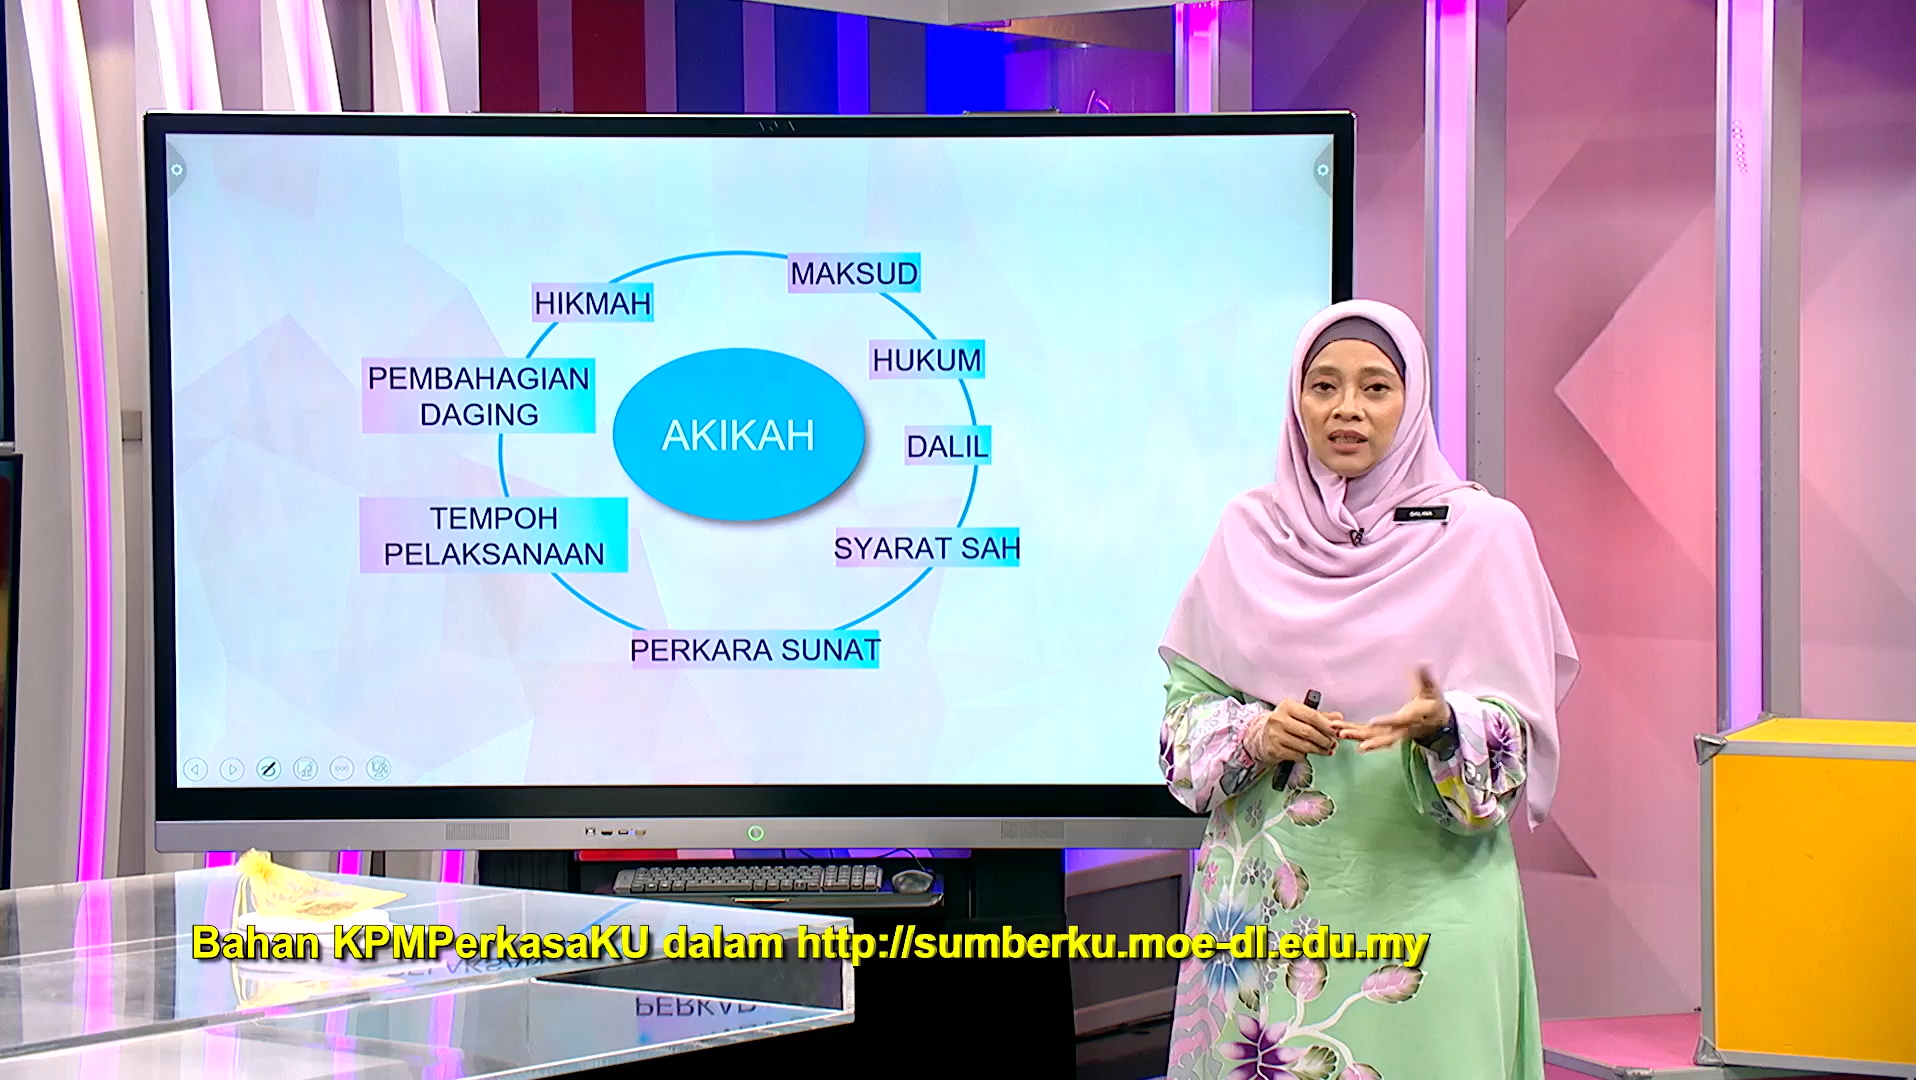 MAKSUD
HIKMAH
HUKUM
PEMBAHAGIAN
DAGING
AKIKAH
DALIL
TEMPOH
PELAKSANAAN
SYARAT SAH
PERKARA SUNAT
Bahan KPMPerkasaKU dalam http://sumberku.moe-dl.edu.my